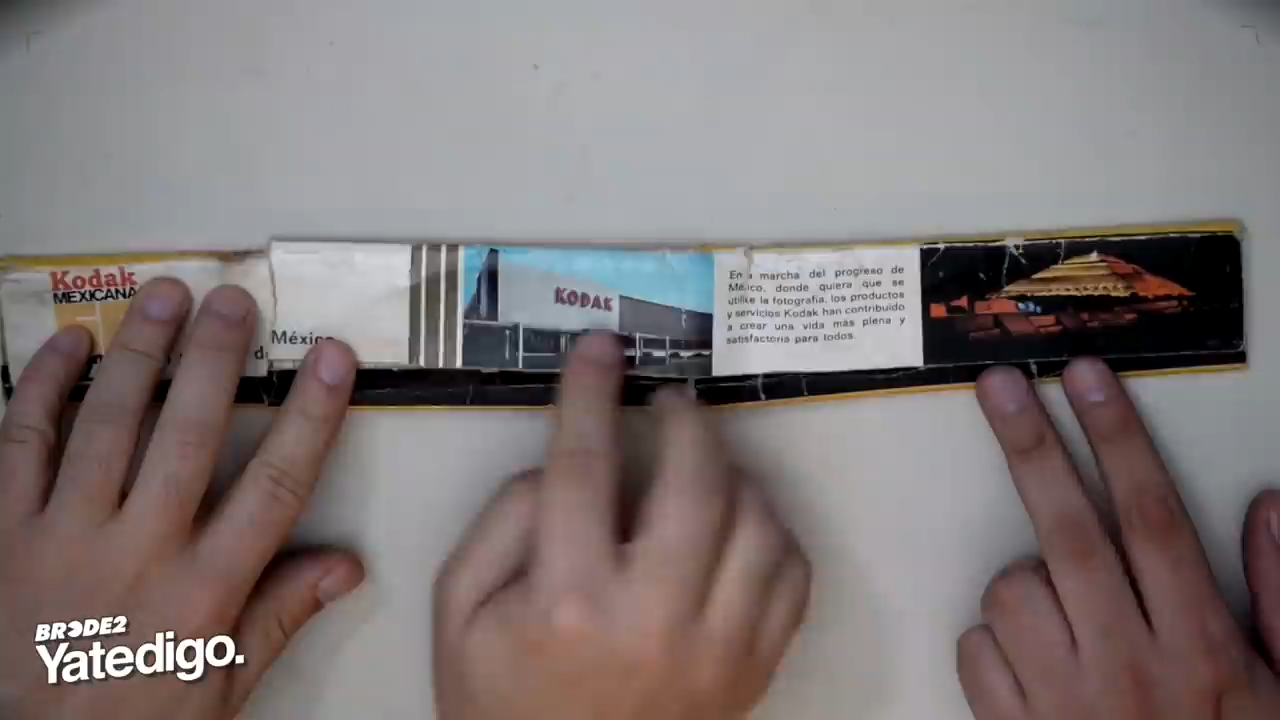 Kodak
MEXICANA
México
KODAK
En a marcha del progreso de
México, donde quiera que se
utilice la fotografía, los productos
y servicios Kodak han contribuido
a crear una vida más plena y
satisfactoria para todos.
BRODE2
Yatedigo.